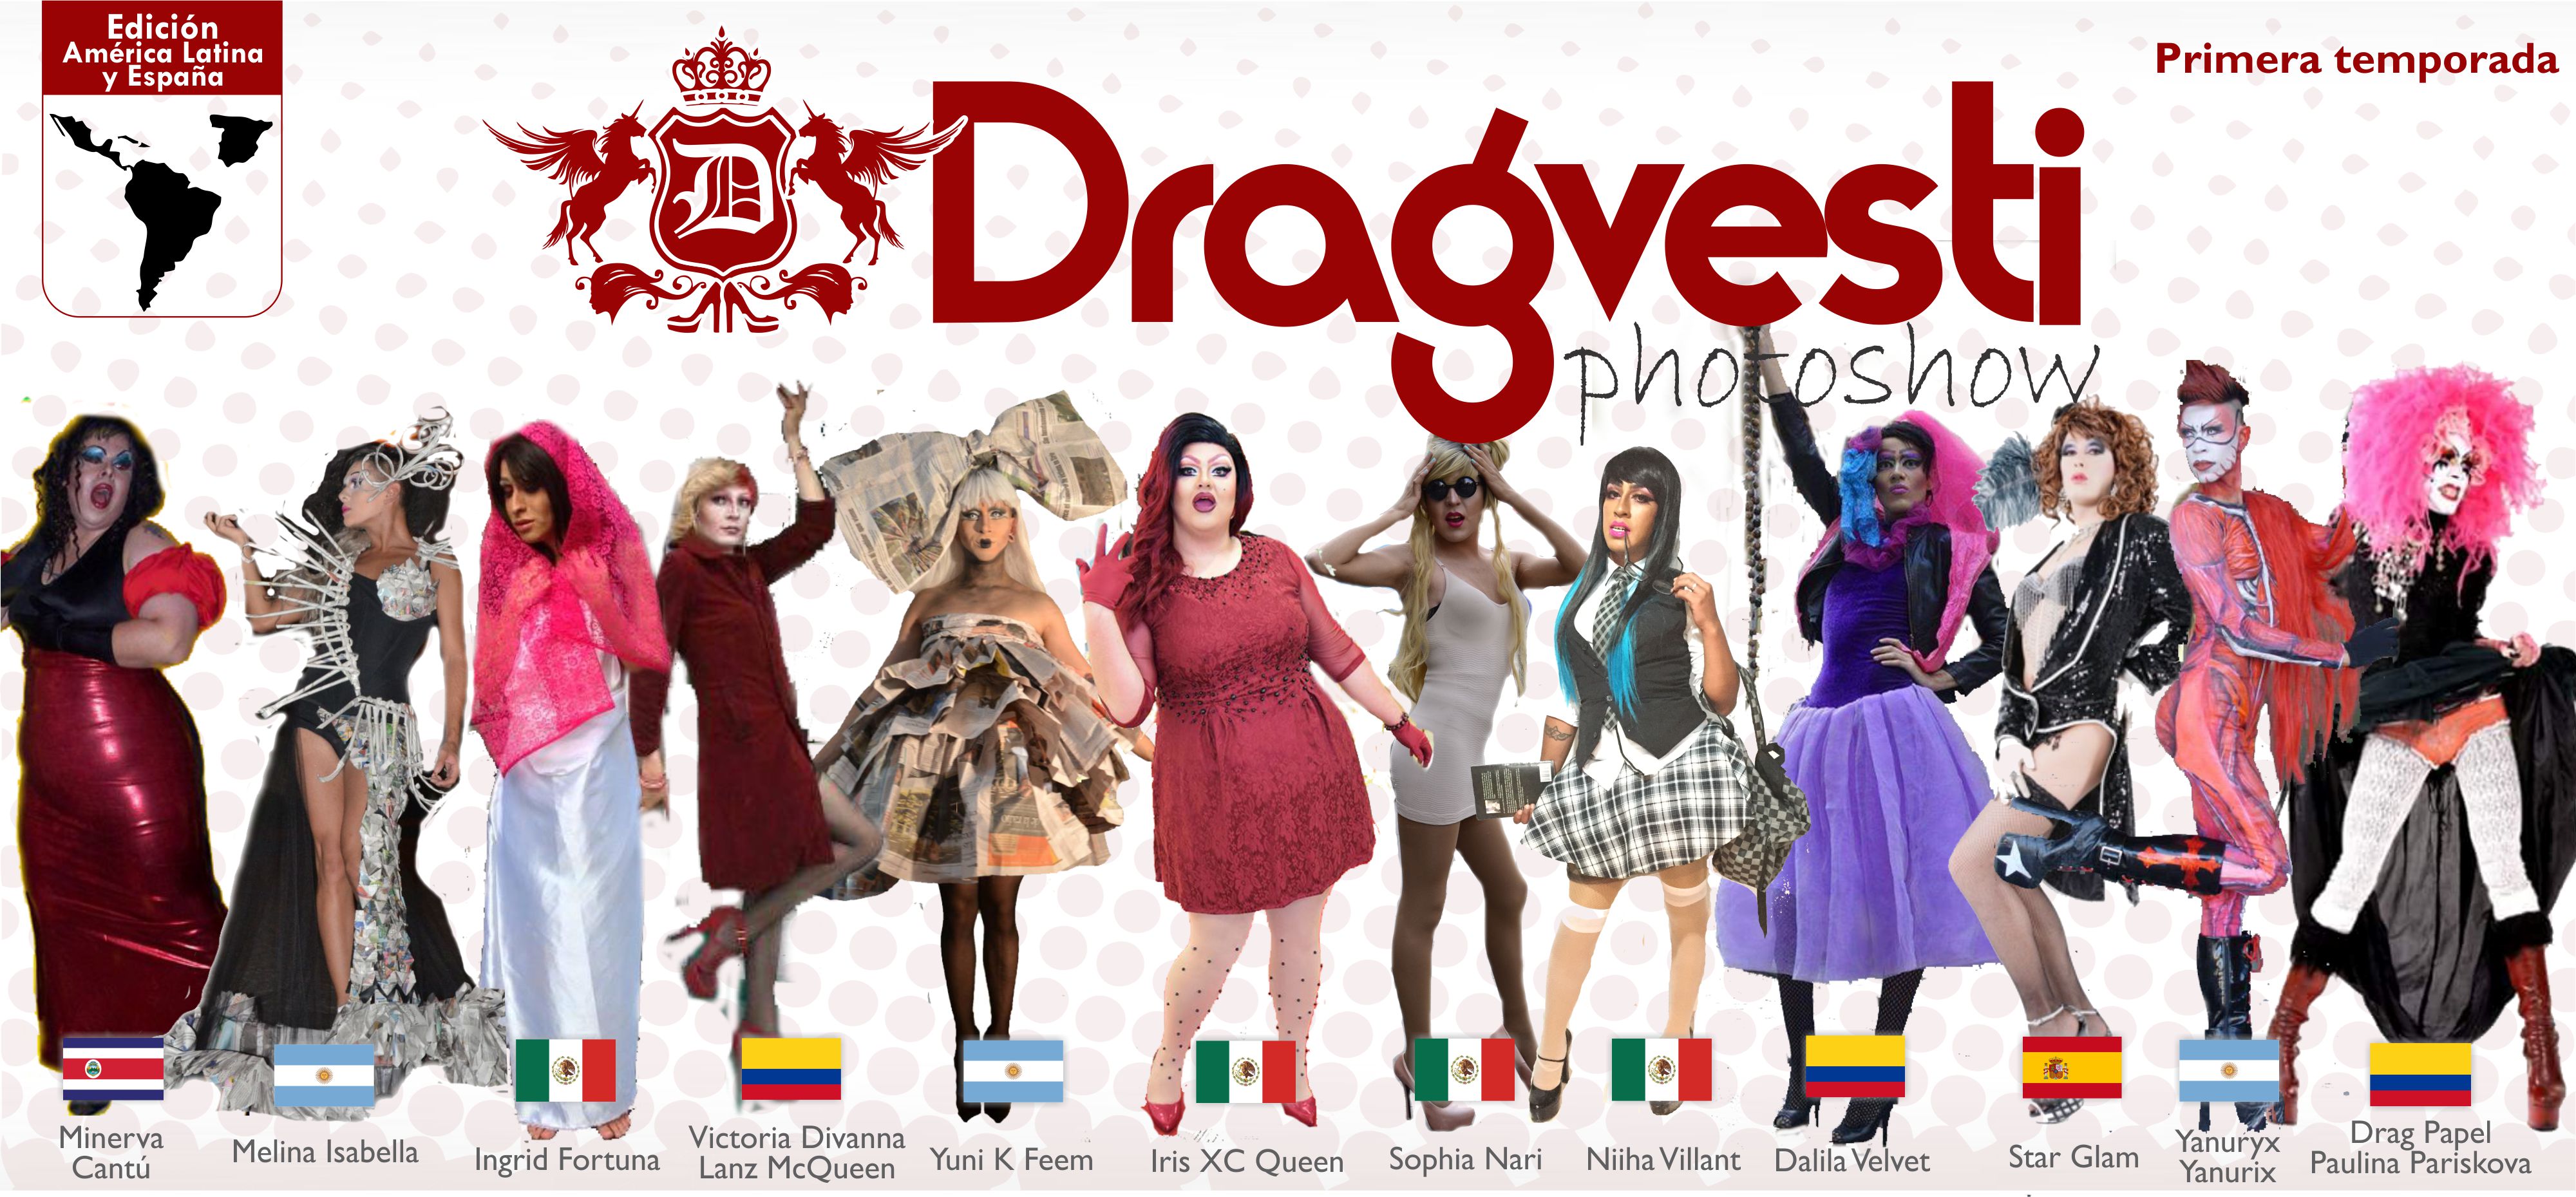 Edición
América Latina
y España
Primera temporada
D
Dragvesti
photoshow
Minerva
Cantú
Melina Isabella
Ingrid Fortuna
Victoria Divanna
Lanz McQueen
Yuni K Feem
Iris XC Queen
Sophia Nari
Niiha Villant
Dalila Velvet
Star Glam
Yanuryx
Yanurix
Drag Papel
Paulina Pariskova